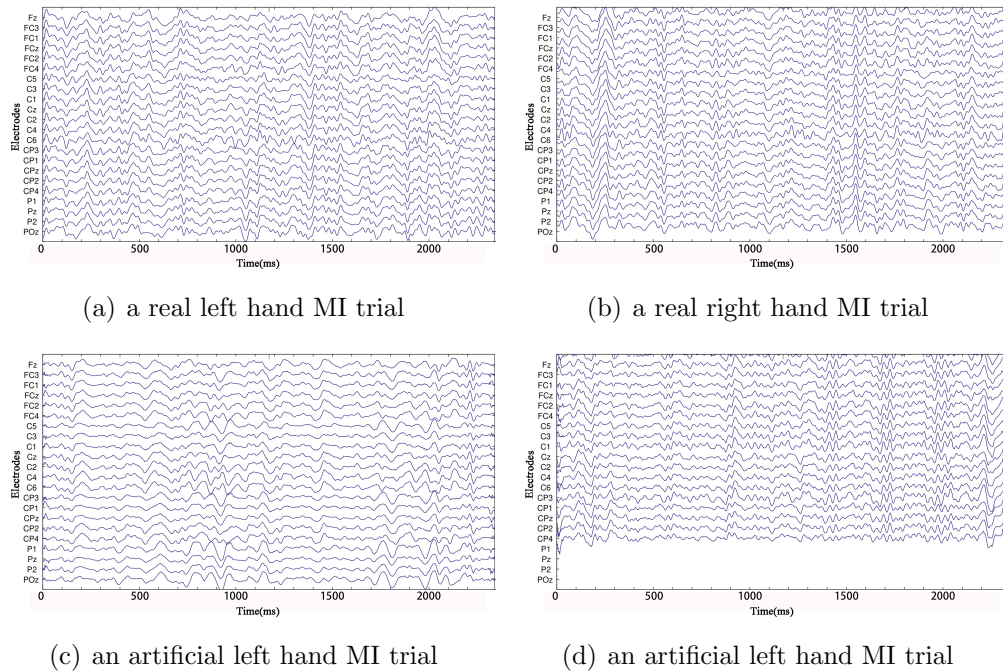 Electrodes
Fz
FC3
FC1
FCz
FC2
FC4
C5
C3
C1
Cz
C2
C4
C6
CP3
CP1
CPz
CP2
CP4
P1
Pz
P2
POz
0 500 1000 1500 2000
Time(ms)
(a) a real left hand MI trial
Electrodes
Fz
FC3
FC1
FCz
FC2
FC4
C5
C3
C1
Cz
C2
C4
C6
CP3
CP1
CPz
CP2
CP4
P1
Pz
P2
POz
0 500 1000 1500 2000
Time(ms)
(b) a real right hand MI trial
Electrodes
Fz
FC3
FC1
FCz
FC2
FC4
C5
C3
C1
Cz
C2
C4
C6
CP3
CP1
CPz
CP2
CP4
P1
Pz
P2
POz
0 500 1000 1500 2000
Time(ms)
(c) an artificial left hand MI trial
Electrodes
Fz
FC3
FC1
FCz
FC2
FC4
C5
C3
C1
Cz
C2
C4
C6
CP3
CP1
CPz
CP2
CP4
P1
Pz
P2
POz
0 500 1000 1500 2000
Time(ms)
(d) an artificial left hand MI trial